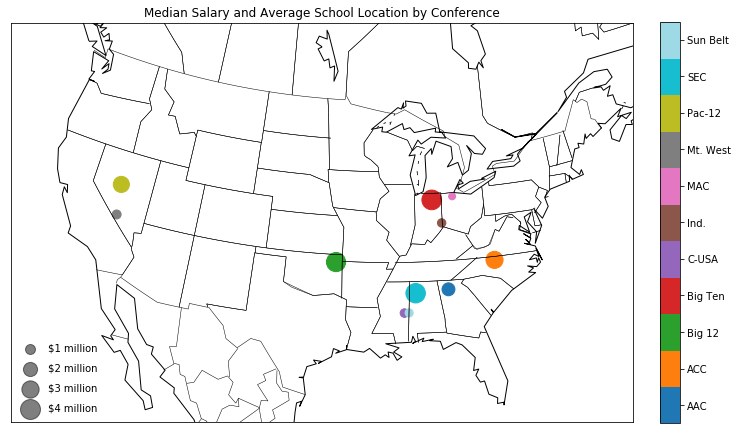 Median Salary and Average School Location by Conference
$1 million
$2 million
$3 million
$4 million
Sun Belt
SEC
Pac-12
Mt. West
MAC
Ind.
C-USA
Big Ten
Big 12
ACC
AAC